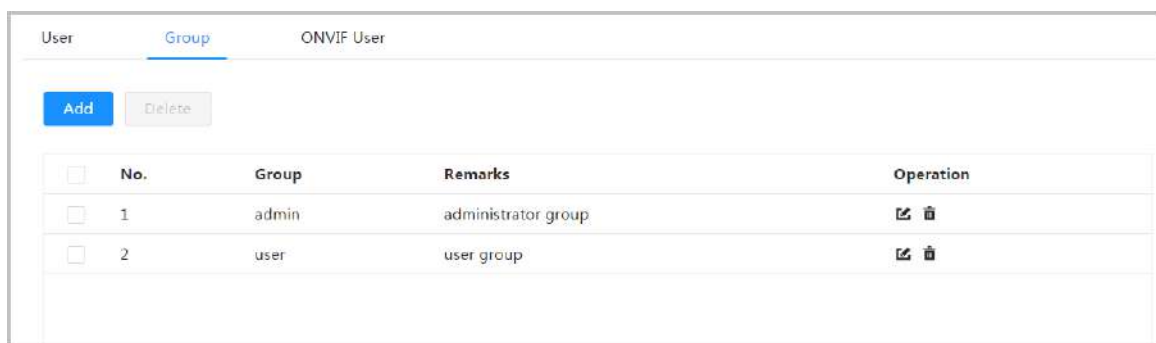 User Group ONVIF User
Add Delete
No. Group Remarks Operation
1 admin administrator group
2 user user group